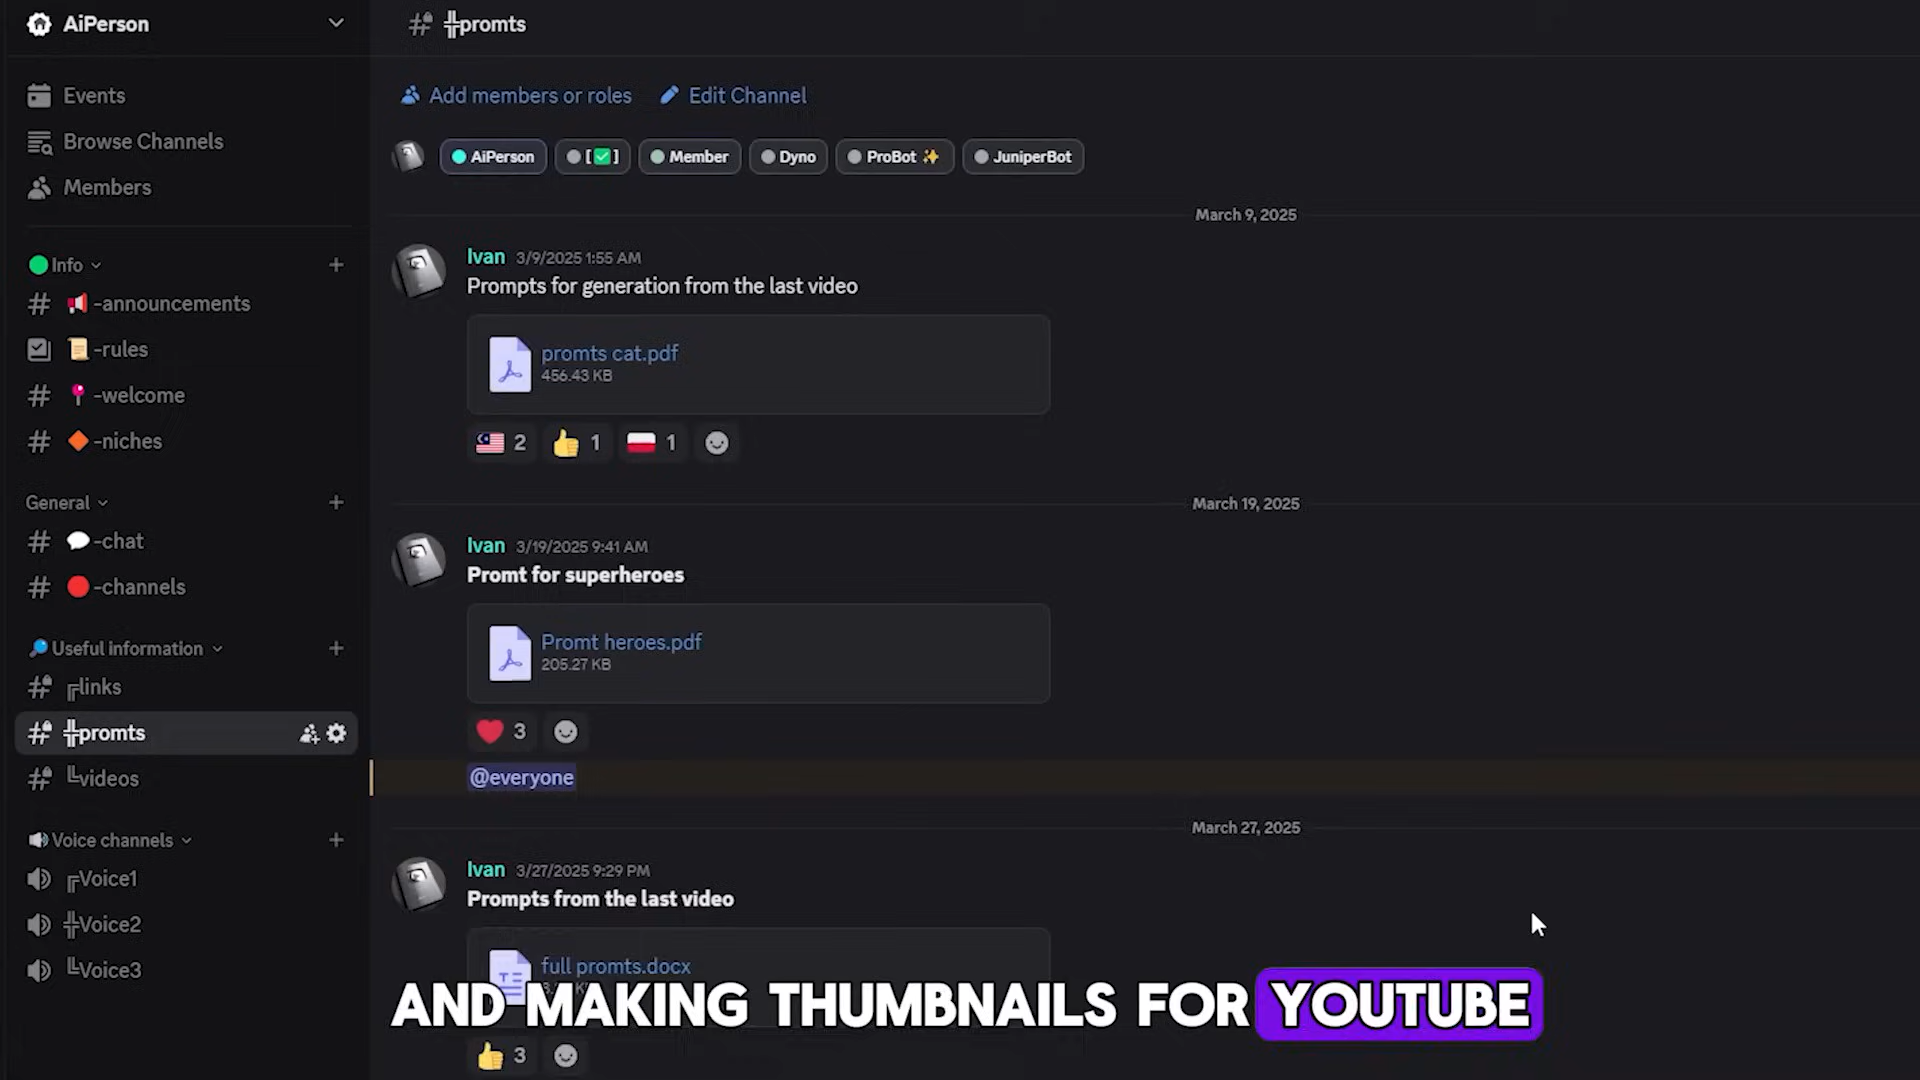 AiPerson
Events
Browse Channels
Members
Info
-announcements
-rules
-welcome
-niches
General
-chat
-channels
Useful information
╔links
╬promts
╚videos
Voice channels
╔Voice1
╬Voice2
╚Voice3
╬promts
Add members or roles Edit Channel
AiPerson [✅] Member Dyno ProBot ✨ JuniperBot
March 9, 2025
Ivan 3/9/2025 1:55 AM
Prompts for generation from the last video
promts cat.pdf
456.43 KB
2 1 1
March 19, 2025
Ivan 3/19/2025 9:41 AM
Promt for superheroes
Promt heroes.pdf
205.27 KB
3
@everyone
March 27, 2025
Ivan 3/27/2025 9:29 PM
Prompts from the last video
full promts.docx
AND MAKING THUMBNAILS FOR YOUTUBE
3